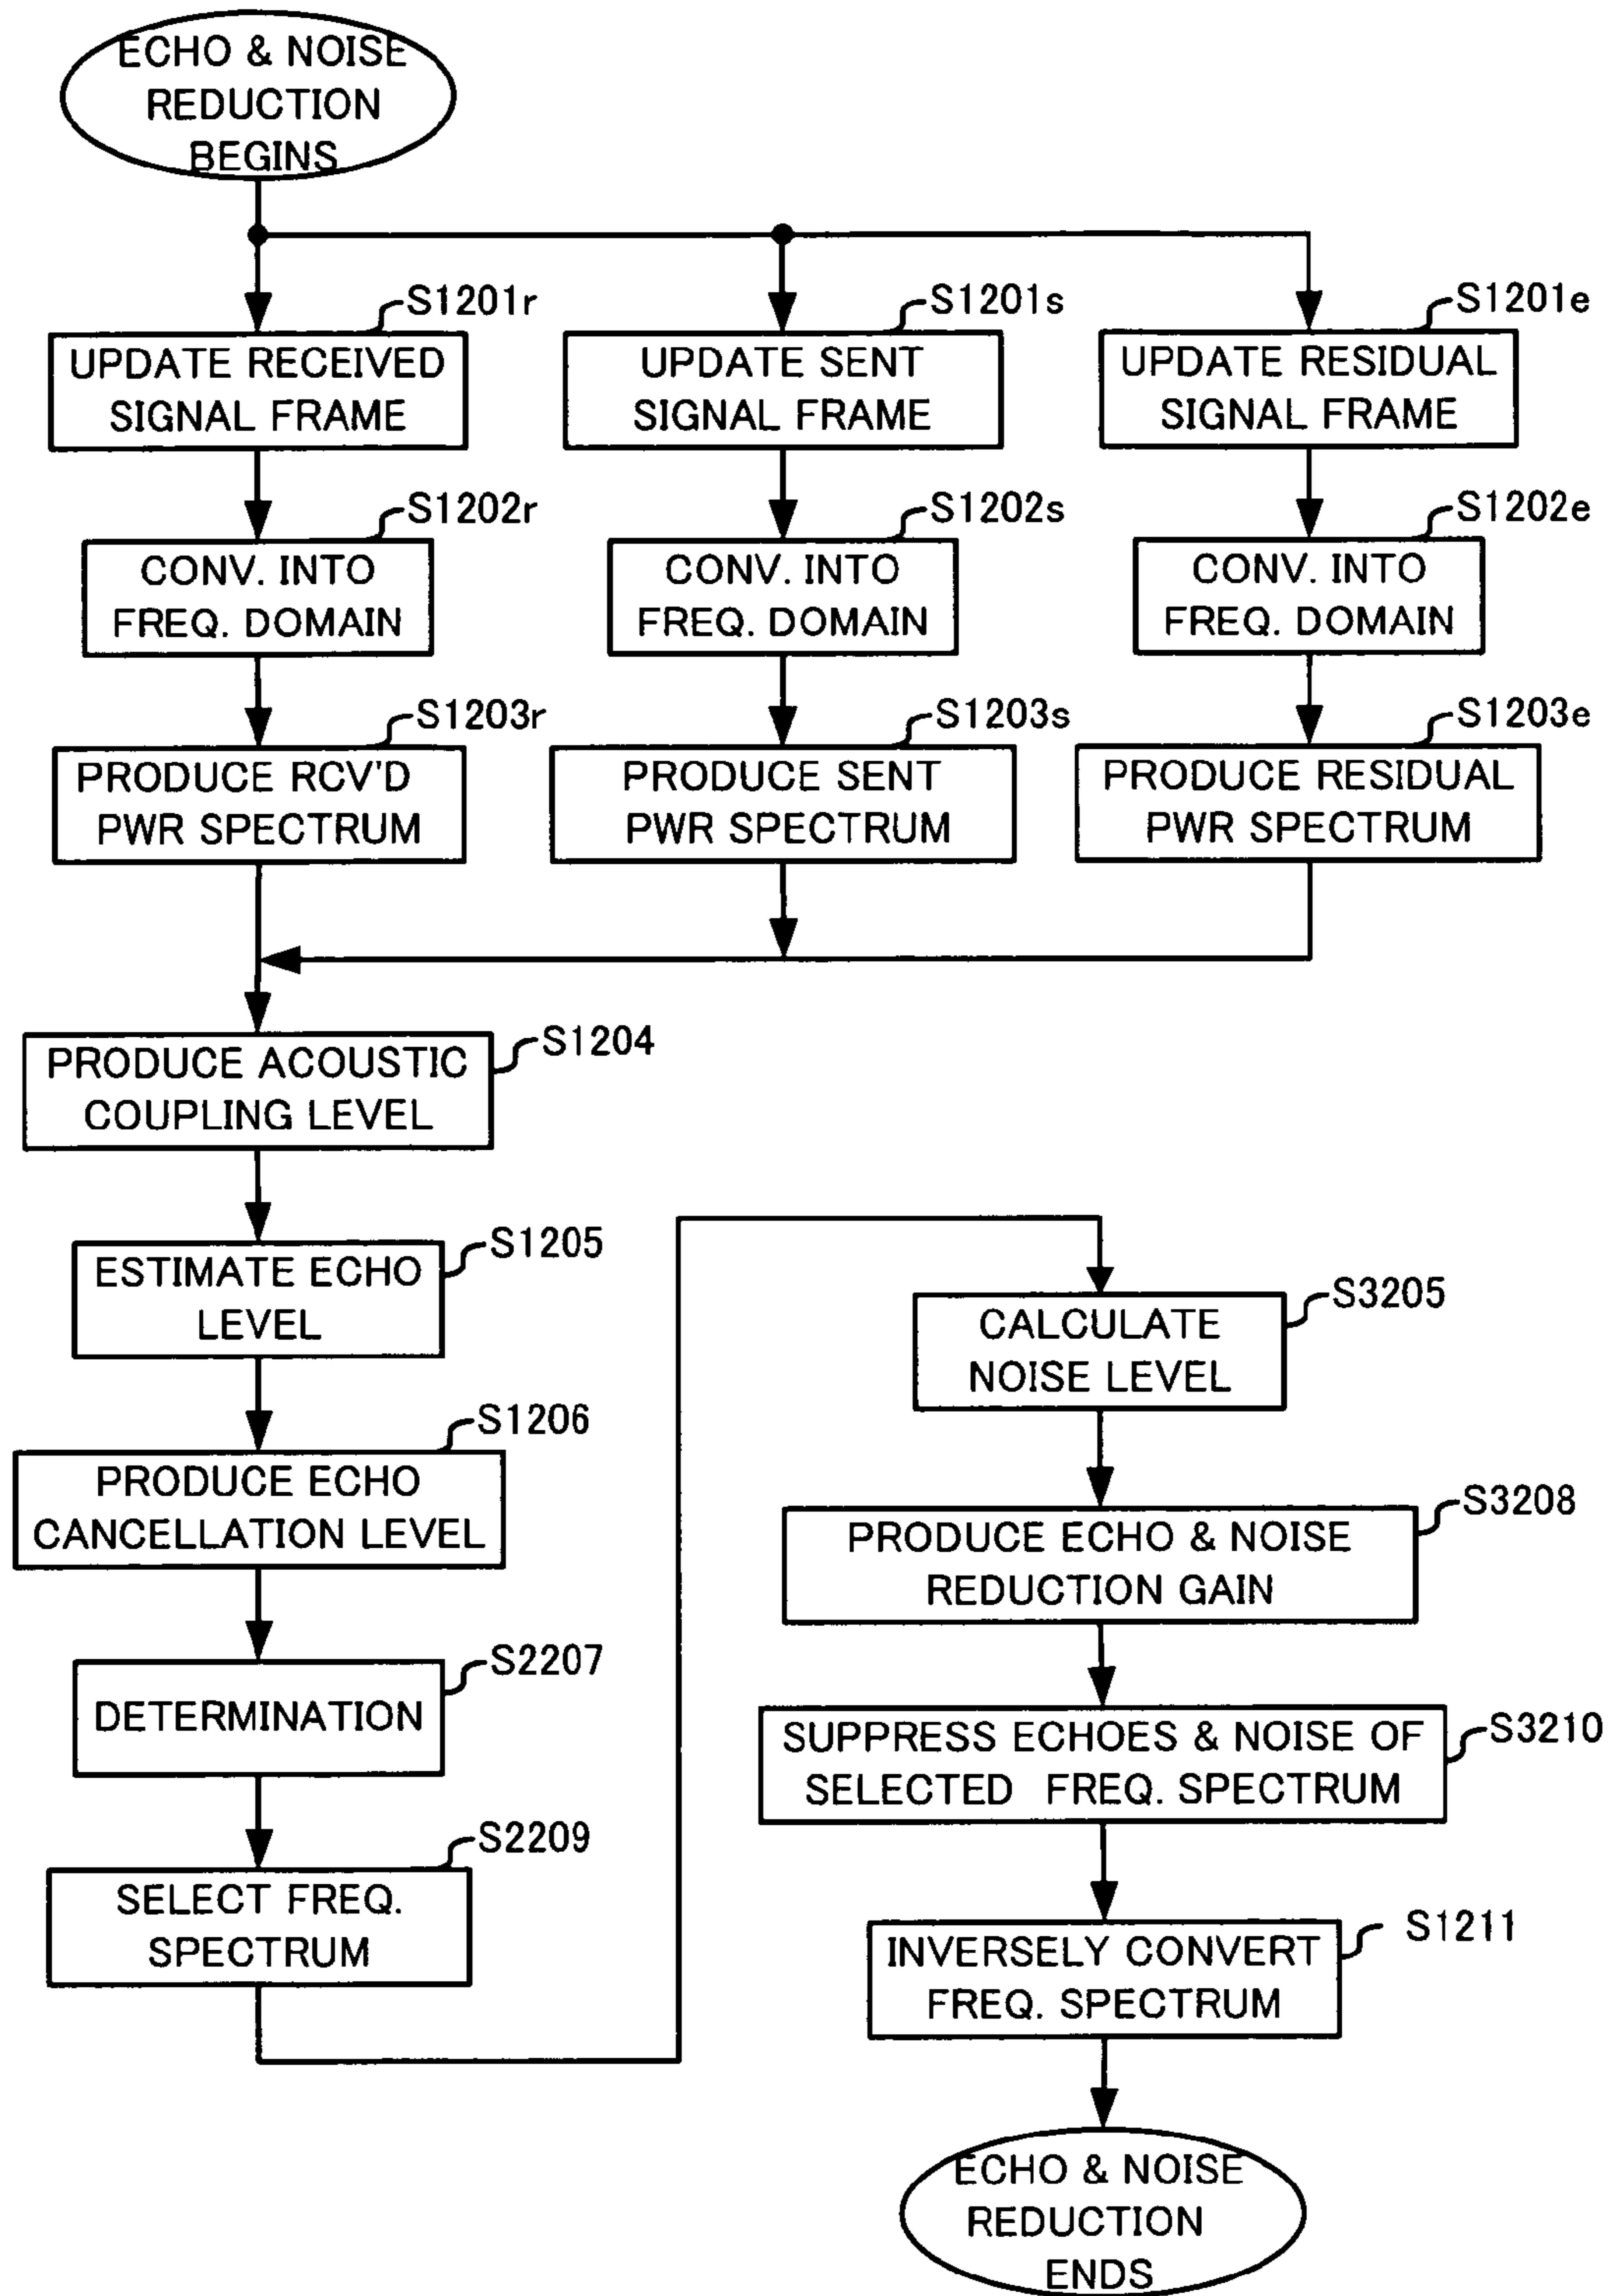 ECHO & NOISE
REDUCTION
BEGINS
S1201r
UPDATE RECEIVED
SIGNAL FRAME
S1201s
UPDATE SENT
SIGNAL FRAME
S1201e
UPDATE RESIDUAL
SIGNAL FRAME
S1202r
CONV. INTO
FREQ. DOMAIN
S1202s
CONV. INTO
FREQ. DOMAIN
S1202e
CONV. INTO
FREQ. DOMAIN
S1203r
PRODUCE RCV'D
PWR SPECTRUM
S1203s
PRODUCE SENT
PWR SPECTRUM
S1203e
PRODUCE RESIDUAL
PWR SPECTRUM
S1204
PRODUCE ACOUSTIC
COUPLING LEVEL
S1205
ESTIMATE ECHO
LEVEL
S1206
PRODUCE ECHO
CANCELLATION LEVEL
S2207
DETERMINATION
S2209
SELECT FREQ.
SPECTRUM
S3205
CALCULATE
NOISE LEVEL
S3208
PRODUCE ECHO & NOISE
REDUCTION GAIN
S3210
SUPPRESS ECHOES & NOISE OF
SELECTED FREQ. SPECTRUM
S1211
INVERSELY CONVERT
FREQ. SPECTRUM
ECHO & NOISE
REDUCTION
ENDS